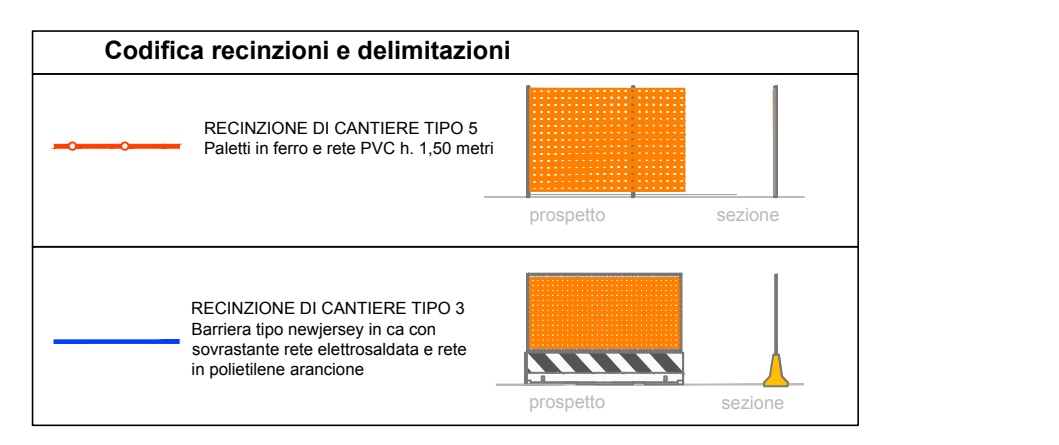 Codifica recinzioni e delimitazioni
RECINZIONE DI CANTIERE TIPO 5
Paletti in ferro e rete PVC h. 1,50 metri
prospetto
sezione
RECINZIONE DI CANTIERE TIPO 3
Barriera tipo newjersey in ca con
sovrastante rete elettrosaldata e rete
in polietilene arancione
prospetto
sezione